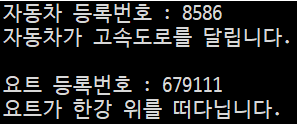 자동차 등록번호 : 8586
자동차가 고속도로를 달립니다.
요트 등록번호 : 679111
요트가 한강 위를 떠다닙니다.